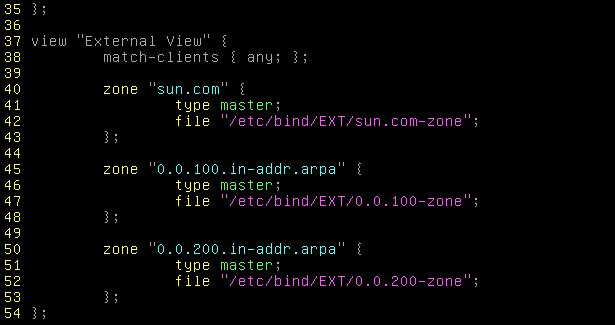 35 };
36
37 view "External View" {
38         match-clients { any; };
39
40         zone "sun.com" {
41                 type master;
42                 file "/etc/bind/EXT/sun.com-zone";
43         };
44
45         zone "0.0.100.in-addr.arpa" {
46                 type master;
47                 file "/etc/bind/EXT/0.0.100-zone";
48         };
49
50         zone "0.0.200.in-addr.arpa" {
51                 type master;
52                 file "/etc/bind/EXT/0.0.200-zone";
53         };
54 };